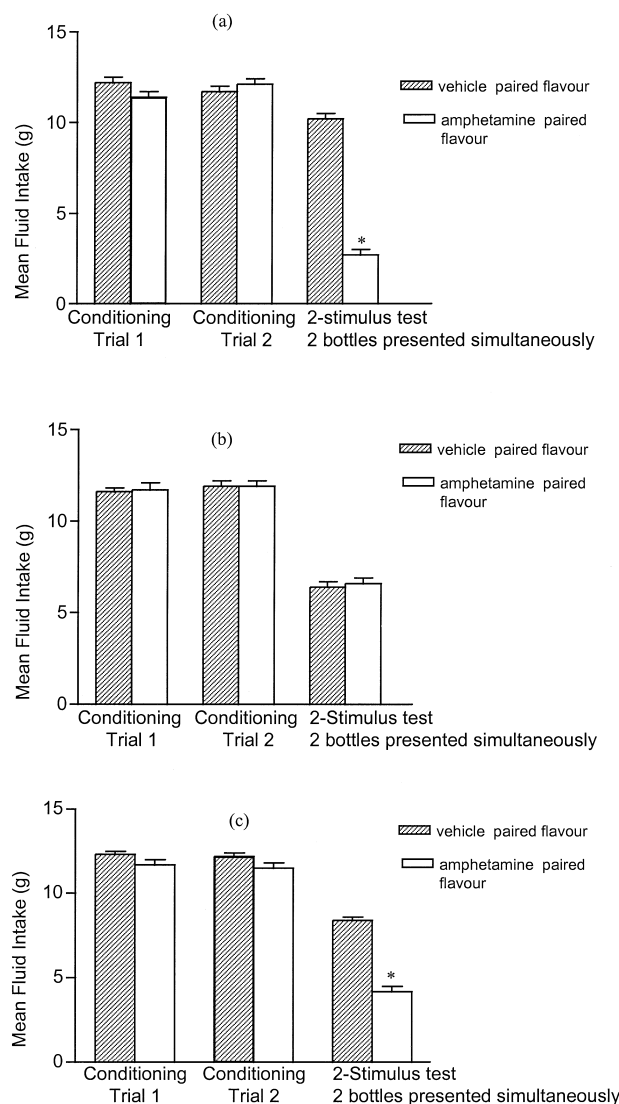 (a)
15
10
5
0
Mean Fluid Intake (g)
vehicle paired flavour
amphetamine paired
flavour
*
Conditioning
Trial 1
Conditioning
Trial 2
2-stimulus test
2 bottles presented simultaneously
(b)
15
10
5
0
Mean Fluid Intake (g)
vehicle paired flavour
amphetamine paired
flavour
Conditioning
Trial 1
Conditioning
Trial 2
2-Stimulus test
2 bottles presented simultaneously
(c)
15
10
5
0
Mean Fluid Intake (g)
vehicle paired flavour
amphetamine paired
flavour
*
Conditioning
Trial 1
Conditioning
Trial 2
2-Stimulus test
2 bottles presented simultaneously